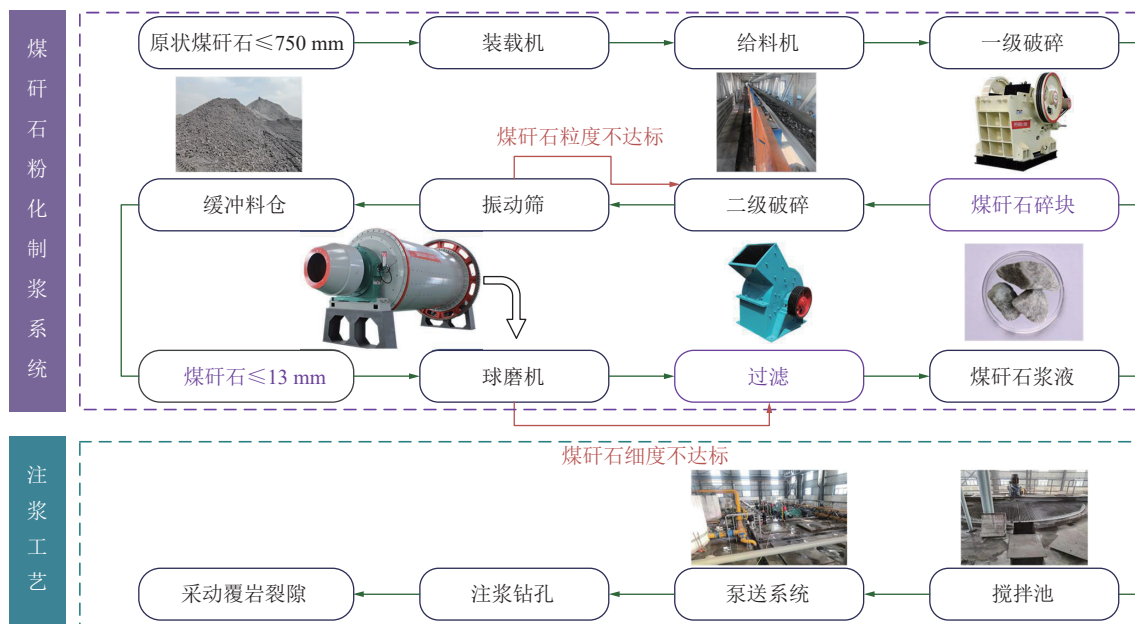 煤矸石粉化制浆系统
原状煤矸石≤750 mm
装载机
给料机
一级破碎
煤矸石粒度不达标
缓冲料仓
振动筛
二级破碎
煤矸石碎块
煤矸石≤13 mm
球磨机
过滤
煤矸石浆液
注浆工艺
煤矸石细度不达标
采动覆岩裂隙
注浆钻孔
泵送系统
搅拌池